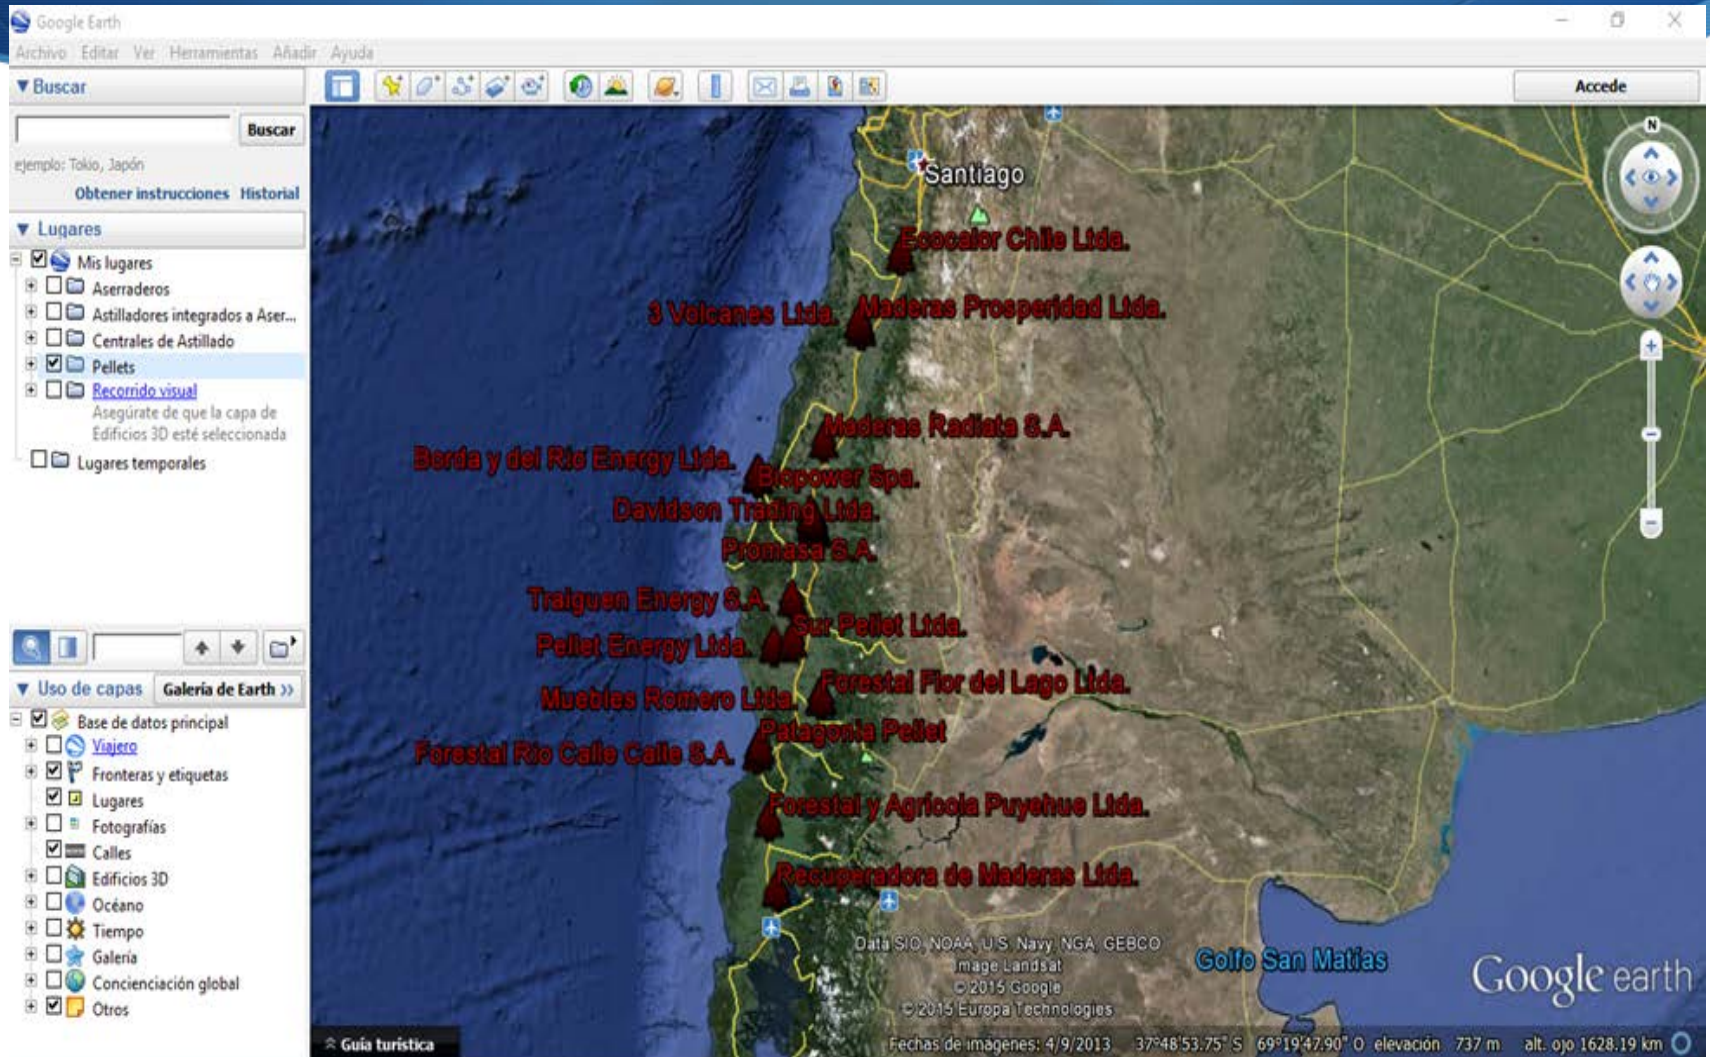 Google Earth
Archivo Editar Ver Herramientas Añadir Ayuda
Buscar
Buscar
ejemplo: Tokio, Japón
Obtener instrucciones Historial
Lugares
Mis lugares
Aserraderos
Astilladores integrados a Aser...
Centrales de Astillado
Pellets
Recorrido visual
Asegúrate de que la capa de
Edificios 3D esté seleccionada
Lugares temporales
Uso de capas Galería de Earth >>
Base de datos principal
Viajero
Fronteras y etiquetas
Lugares
Fotografías
Calles
Edificios 3D
Océano
Tiempo
Galería
Concienciación global
Otros
Accede
N
Santiago
Ecocalor Chile Ltda.
3 Volcanes Ltda. Maderas Prosperidad Ltda.
Maderas Radiata S.A.
Borda y del Rio Energy Ltda.
Biopower Spa.
Davidson Trading Ltda.
Promasa S.A.
Traiguen Energy S.A.
Sur Pellet Ltda.
Pellet Energy Ltda.
Forestal Flor del Lago Ltda.
Muebles Romero Ltda.
Patagonia Pellet
Forestal Rio Calle Calle S.A.
Forestal y Agrícola Puyehue Ltda.
Recuperadora de Maderas Ltda.
Data SIO, NOAA, U.S. Navy, NGA, GEBCO
Image Landsat
© 2015 Google
© 2015 Europa Technologies
Golfo San Matías
Google earth
Guía turística
Fechas de imágenes: 4/9/2013 37°48'53.75" S 69°19'47.90" O elevación 737 m alt. ojo 1628.19 km